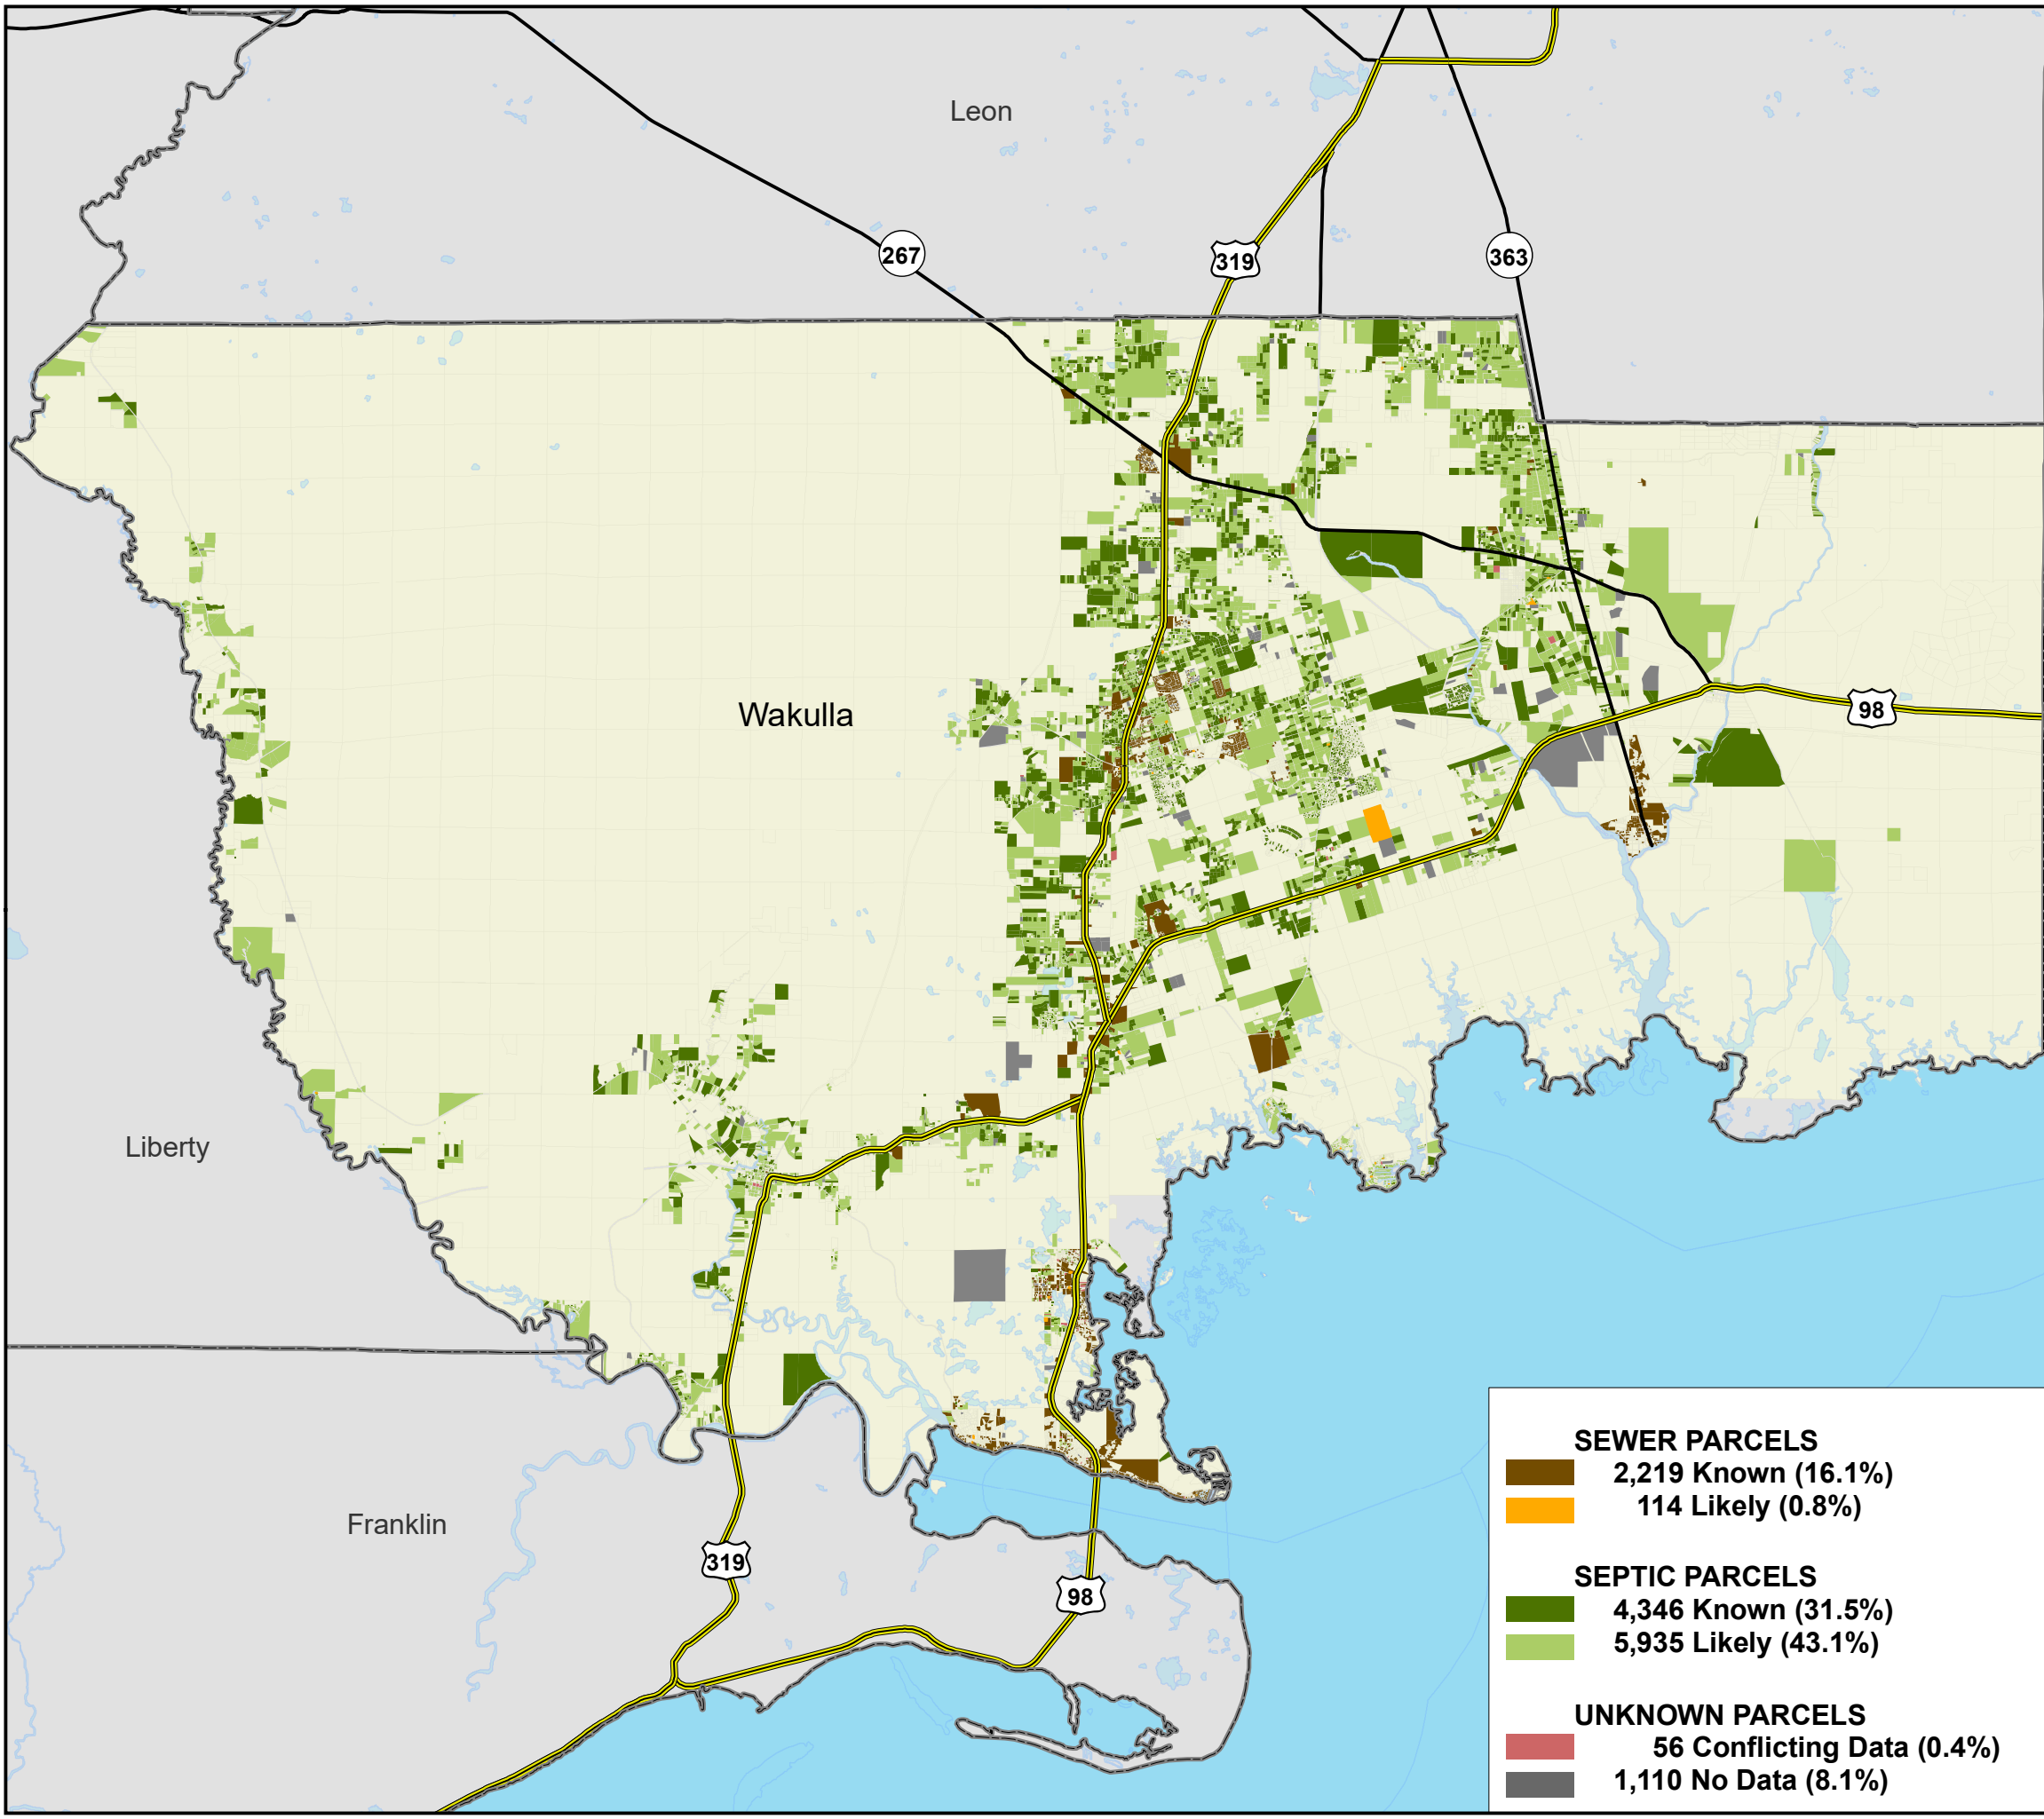 Leon
267
319
363
Wakulla
98
Liberty
Franklin
319
98
SEWER PARCELS
2,219 Known (16.1%)
114 Likely (0.8%)
SEPTIC PARCELS
4,346 Known (31.5%)
5,935 Likely (43.1%)
UNKNOWN PARCELS
56 Conflicting Data (0.4%)
1,110 No Data (8.1%)